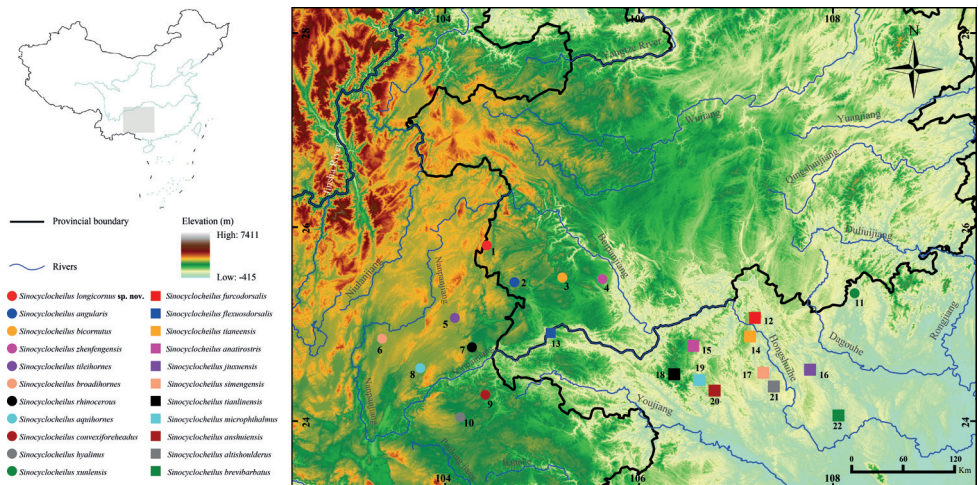 Provincial boundary
Rivers
Elevation (m)
High: 7411
Low: -415
Sinocyclocheilus longicornus sp. nov.
Sinocyclocheilus angularis
Sinocyclocheilus bicornutus
Sinocyclocheilus zhenfengensis
Sinocyclocheilus tileihornes
Sinocyclocheilus broadihornes
Sinocyclocheilus rhinocerous
Sinocyclocheilus aquihornes
Sinocyclocheilus convexiforeheadus
Sinocyclocheilus hyalinus
Sinocyclocheilus xunlensis
Sinocyclocheilus furcodorsalis
Sinocyclocheilus flexuosdorsalis
Sinocyclocheilus tianeensis
Sinocyclocheilus anatirostris
Sinocyclocheilus jiuxuensis
Sinocyclocheilus simengensis
Sinocyclocheilus tianlinensis
Sinocyclocheilus microphthalmus
Sinocyclocheilus anshuiensis
Sinocyclocheilus altishoulderus
Sinocyclocheilus brevibarbatus
104
106
108
28
28
N
Yangtze River
Wujiang
Yuanjiang
Qingshuijiang
Jinsha River
26
26
Duliujiang
Niulanjiang
Beipanjiang
Nanpanjiang
Rongjiang
1
2
3
4
11
5
12
6
7
13
14
15
Dagouhe
Hongshuihe
Nanpanjiang
8
18
19
17
16
9
20
21
Youjiang
Nanpanjiang
10
22
24
24
0
60
120
Km
104
106
108